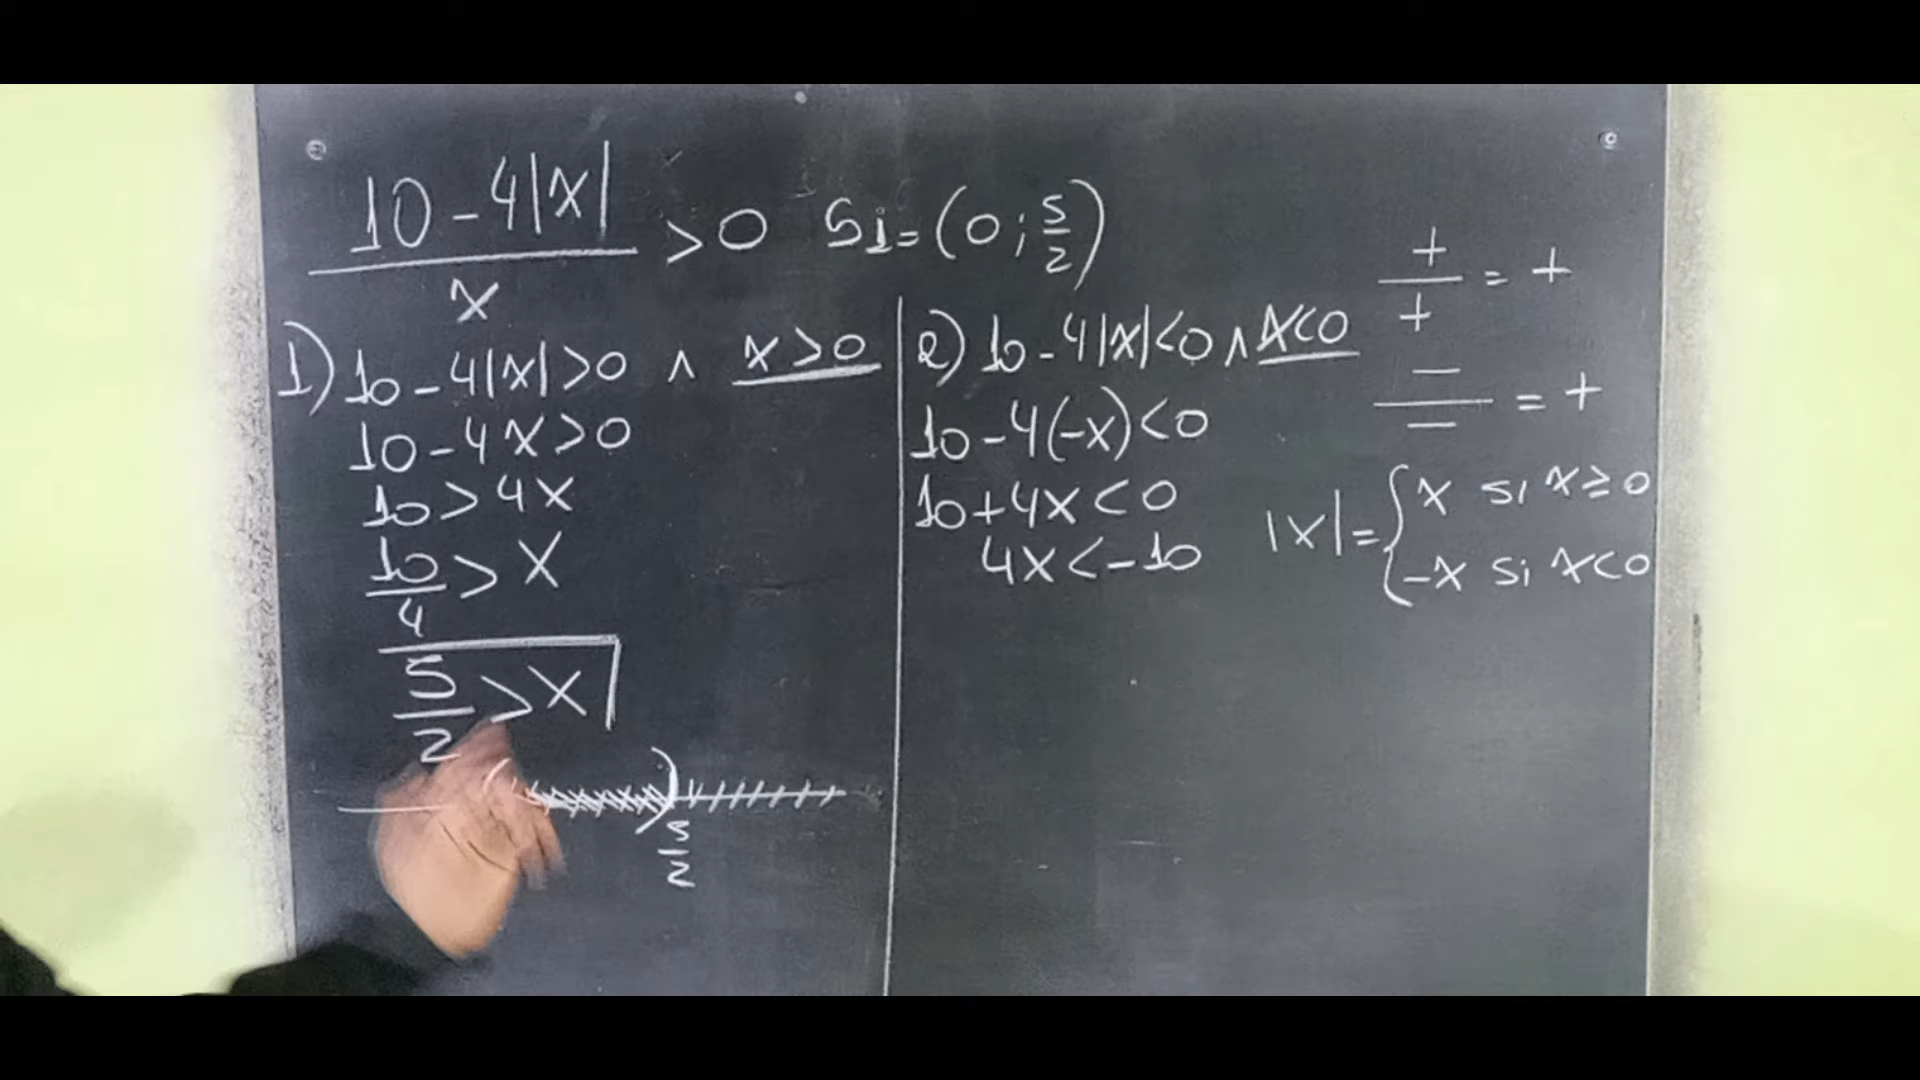 10-4|x| / x > 0 Si = (0 ; 5/2)
1) 10-4|x|>0 ∧ x>0
10-4x>0
10>4x
10/4 > x
5/2 > x
( )
5/2
2) 10-4|x|<0 ∧ x<0
10-4(-x)<0
10+4x<0
4x<-10
+/+ = +
-/- = +
|x| = { x si x≥0
-x si x<0